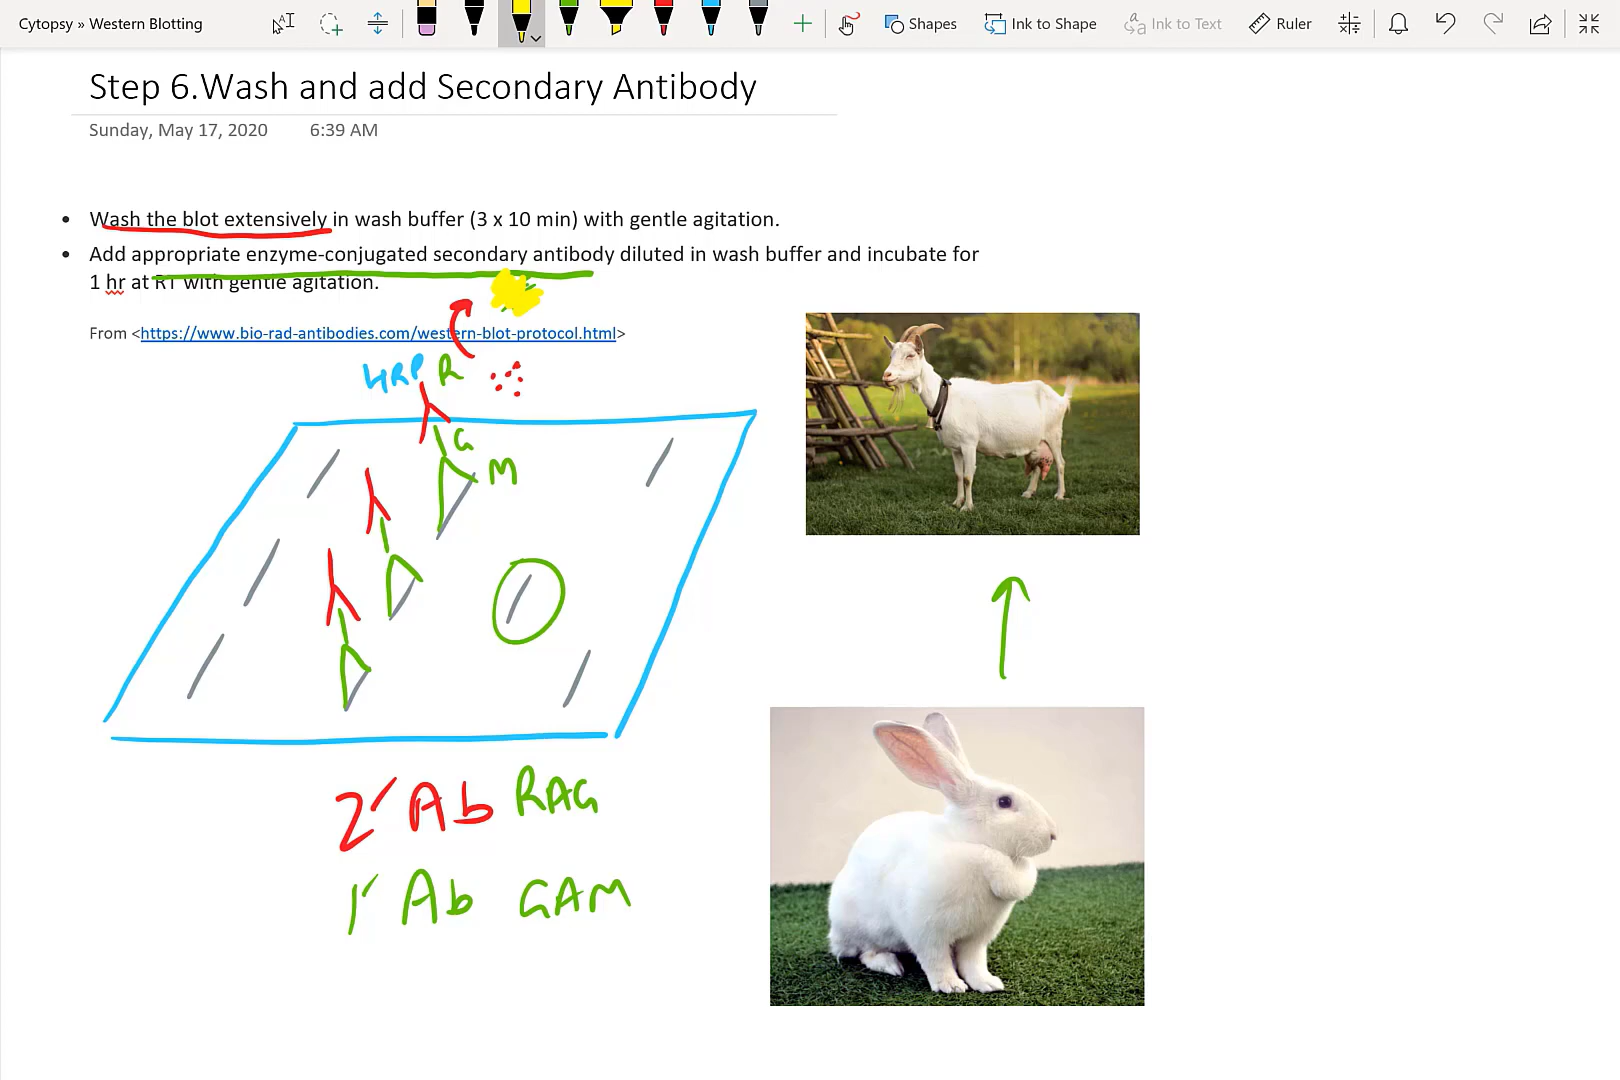 Cytopsy » Western Blotting
Shapes
Ink to Shape
Ink to Text
Ruler
Step 6.Wash and add Secondary Antibody
Sunday, May 17, 2020 6:39 AM
• Wash the blot extensively in wash buffer (3 x 10 min) with gentle agitation.
• Add appropriate enzyme-conjugated secondary antibody diluted in wash buffer and incubate for
1 hr at RT with gentle agitation.
From <https://www.bio-rad-antibodies.com/western-blot-protocol.html>
HRP R
G
M
2' Ab RAG
1' Ab GAM